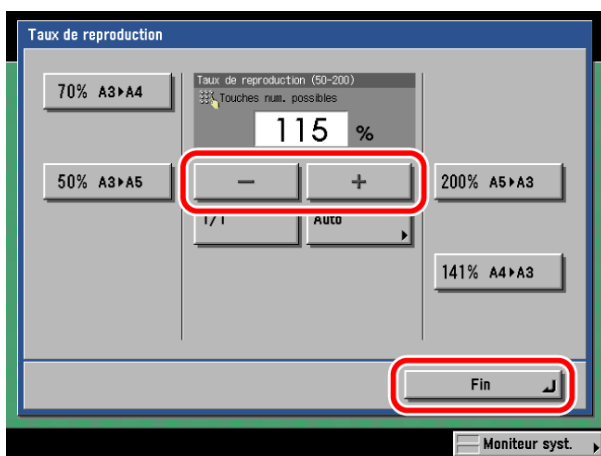 Taux de reproduction
70% A3▶A4
50% A3▶A5
Taux de reproduction (50-200)
Touches num. possibles
115 %
− +
1/1 Auto
200% A5▶A3
141% A4▶A3
Fin
Moniteur syst.